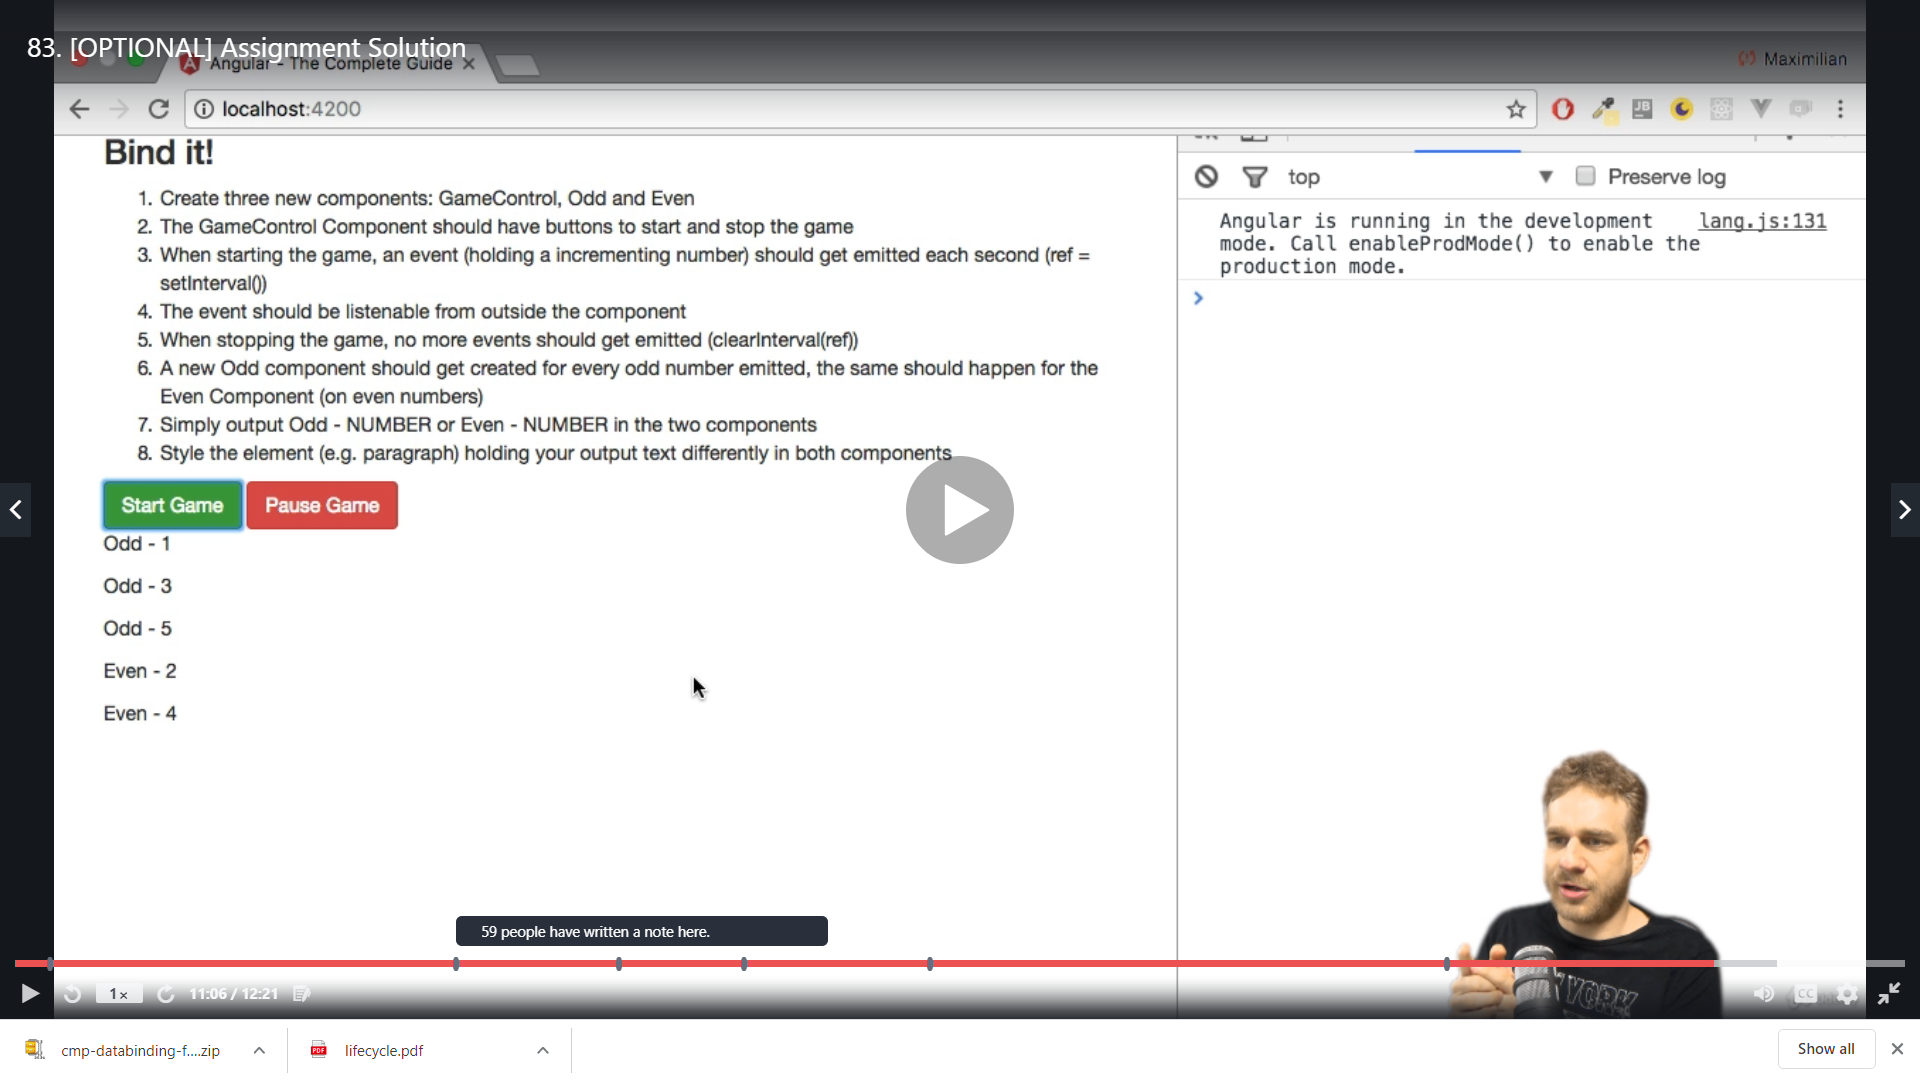 83. [OPTIONAL] Assignment Solution
Angular - The Complete Guide
Maximilian
localhost:4200
JB
Bind it!
top
Preserve log
1. Create three new components: GameControl, Odd and Even
2. The GameControl Component should have buttons to start and stop the game
3. When starting the game, an event (holding a incrementing number) should get emitted each second (ref =
setInterval())
4. The event should be listenable from outside the component
5. When stopping the game, no more events should get emitted (clearInterval(ref))
6. A new Odd component should get created for every odd number emitted, the same should happen for the
Even Component (on even numbers)
7. Simply output Odd - NUMBER or Even - NUMBER in the two components
8. Style the element (e.g. paragraph) holding your output text differently in both components
Angular is running in the development lang.js:131
mode. Call enableProdMode() to enable the
production mode.
Start Game
Pause Game
Odd - 1
Odd - 3
Odd - 5
Even - 2
Even - 4
59 people have written a note here.
YORK
1x
11:06 / 12:21
CC
cmp-databinding-f....zip
PDF
lifecycle.pdf
Show all